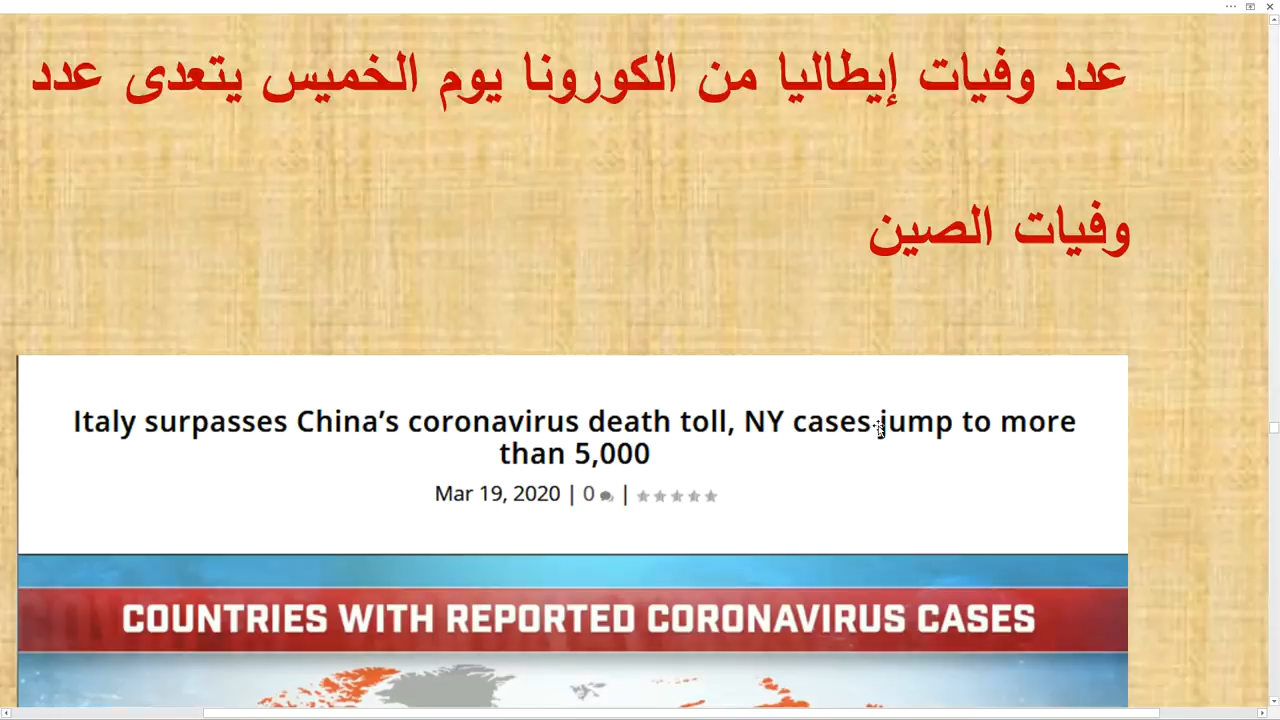 عدد وفيات إيطاليا من الكورونا يوم الخميس يتعدى عدد
وفيات الصين
Italy surpasses China’s coronavirus death toll, NY cases jump to more
than 5,000
Mar 19, 2020 | 0 |
COUNTRIES WITH REPORTED CORONAVIRUS CASES